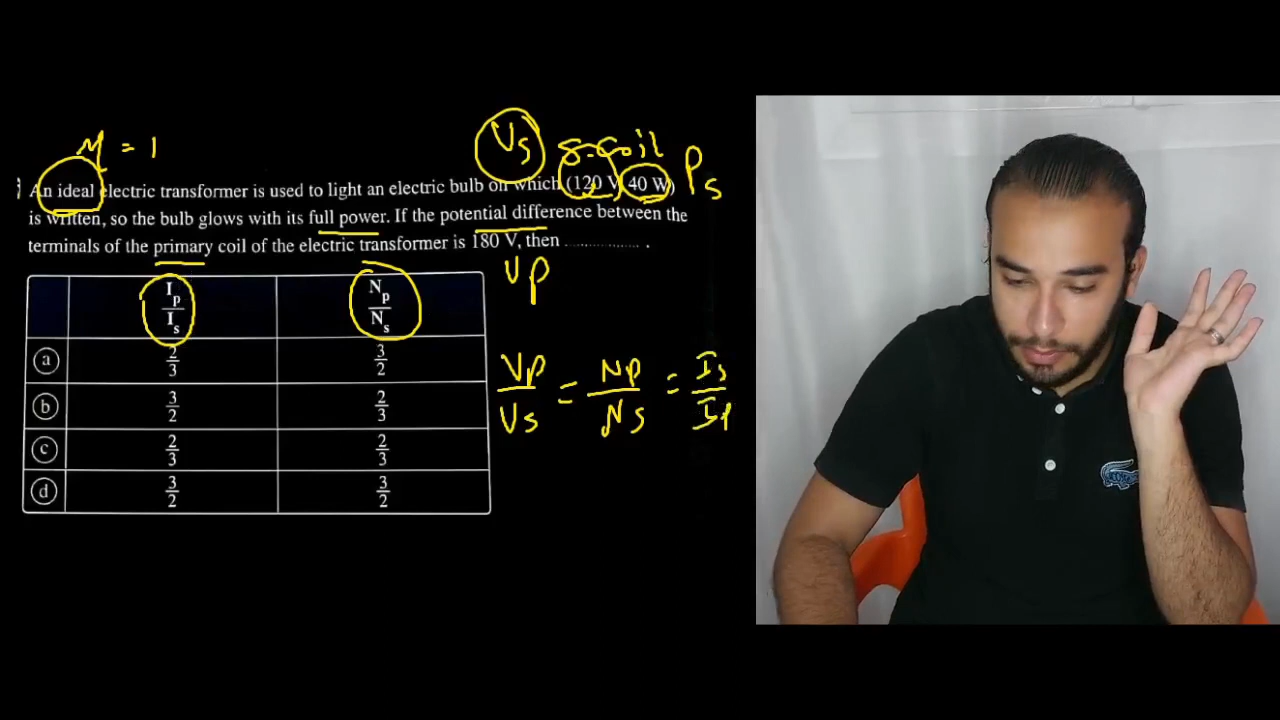 η = 1
Vs s.coil Ps
An ideal electric transformer is used to light an electric bulb on which (120 V, 40 W)
is written, so the bulb glows with its full power. If the potential difference between the
terminals of the primary coil of the electric transformer is 180 V, then .................... .
Vp
Ip/Is Np/Ns
a 2/3 3/2
b 3/2 2/3
c 2/3 2/3
d 3/2 3/2
Vp/Vs = Np/Ns = Is/Ip